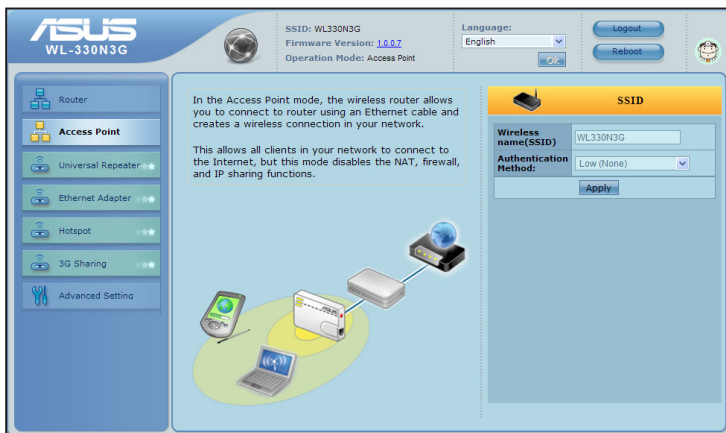 ASUS
WL-330N3G
SSID: WL330N3G
Firmware Version: 1.0.0.7
Operation Mode: Access Point
Language:
English
Ok
Logout
Reboot
Router
Access Point
Universal Repeater
Ethernet Adapter
Hotspot
3G Sharing
Advanced Setting
In the Access Point mode, the wireless router allows
you to connect to router using an Ethernet cable and
creates a wireless connection in your network.
This allows all clients in your network to connect to
the Internet, but this mode disables the NAT, firewall,
and IP sharing functions.
SSID
Wireless
name(SSID)
WL330N3G
Authentication
Method:
Low (None)
Apply